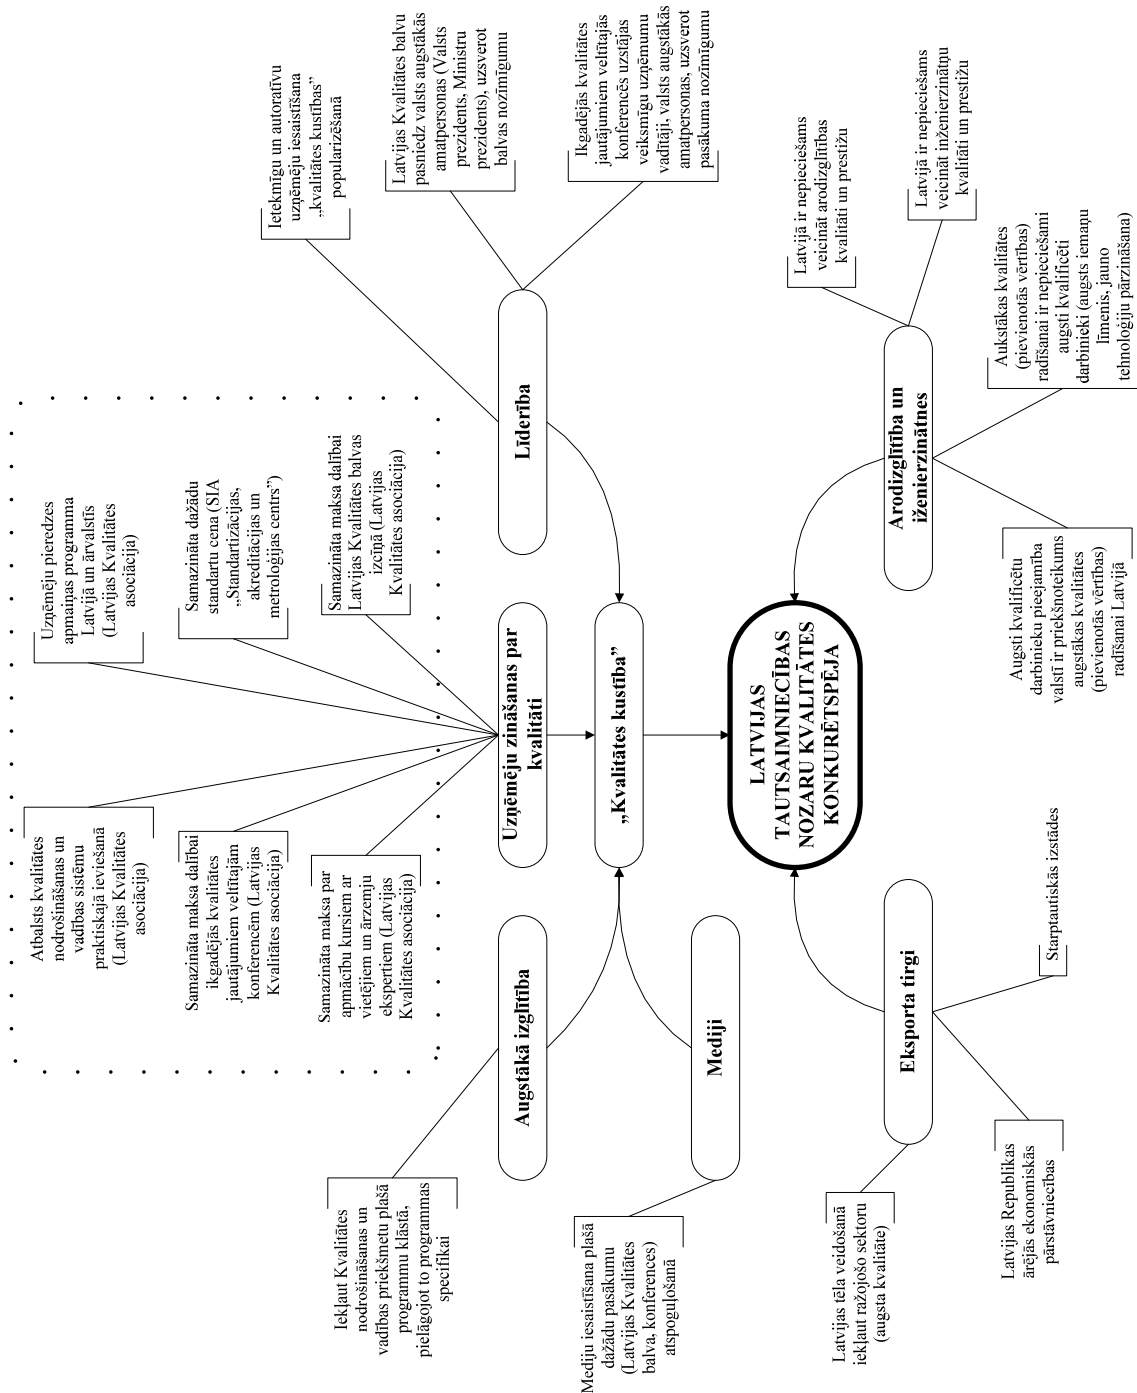 Atbalsts kvalitātes
nodrošināšanas un
vadības sistēmu
praktiskajā ieviešanā
(Latvijas Kvalitātes
asociācija)
Uzņēmēju pieredzes
apmaiņas programma
Latvijā un ārvalstīs
(Latvijas Kvalitātes
asociācija)
Samazināta maksa dalībai
ikgadējās kvalitātes
jautājumiem veltītajām
konferencēm (Latvijas
Kvalitātes asociācija)
Samazināta dažādu
standartu cena (SIA
„Standartizācijas,
akreditācijas un
metroloģijas centrs”)
Samazināta maksa par
apmācību kursiem ar
vietējiem un ārzemju
ekspertiem (Latvijas
Kvalitātes asociācija)
Samazināta maksa dalībai
Latvijas Kvalitātes balvas
izcīņā (Latvijas
Kvalitātes asociācija)
Ietekmīgu un autoratīvu
uzņēmēju iesaistīšana
„kvalitātes kustības”
popularizēšanā
Iekļaut Kvalitātes
nodrošināšanas un
vadības priekšmetu plašā
programmu klāstā,
pielāgojot to programmas
specifikai
Latvijas Kvalitātes balvu
pasniedz valsts augstākās
amatpersonas (Valsts
prezidents, Ministru
prezidents), uzsverot
balvas nozīmīgumu
Augstākā izglītība
Uzņēmēju zināšanas par
kvalitāti
Līderība
Ikgadējās kvalitātes
jautājumiem veltītajās
konferencēs uzstājas
veiksmīgu uzņēmumu
vadītāji, valsts augstākās
amatpersonas, uzsverot
pasākuma nozīmīgumu
„Kvalitātes kustība”
Mediju iesaistīšana plašā
dažādu pasākumu
(Latvijas Kvalitātes
balva, konferences)
atspoguļošanā
Mediji
LATVIJAS
TAUTSAIMNIECĪBAS
NOZARU KVALITĀTES
KONKURĒTSPĒJA
Latvijā ir nepieciešams
veicināt arodizglītības
kvalitāti un prestižu
Latvijas tēla veidošanā
iekļaut ražojošo sektoru
(augsta kvalitāte)
Eksporta tirgi
Arodizglītība un
iženierzinātnes
Latvijā ir nepieciešams
veicināt inženierzinātņu
kvalitāti un prestižu
Latvijas Republikas
ārējās ekonomiskās
pārstāvniecības
Starptautiskās izstādes
Augsti kvalificētu
darbinieku pieejamība
valstī ir priekšnoteikums
augstākas kvalitātes
(pievienotās vērtības)
radīšanai Latvijā
Aukstākas kvalitātes
(pievienotās vērtības)
radīšanai ir nepieciešami
augsti kvalificēti
darbinieki (augsts iemaņu
līmenis, jauno
tehnoloģiju pārzināšana)